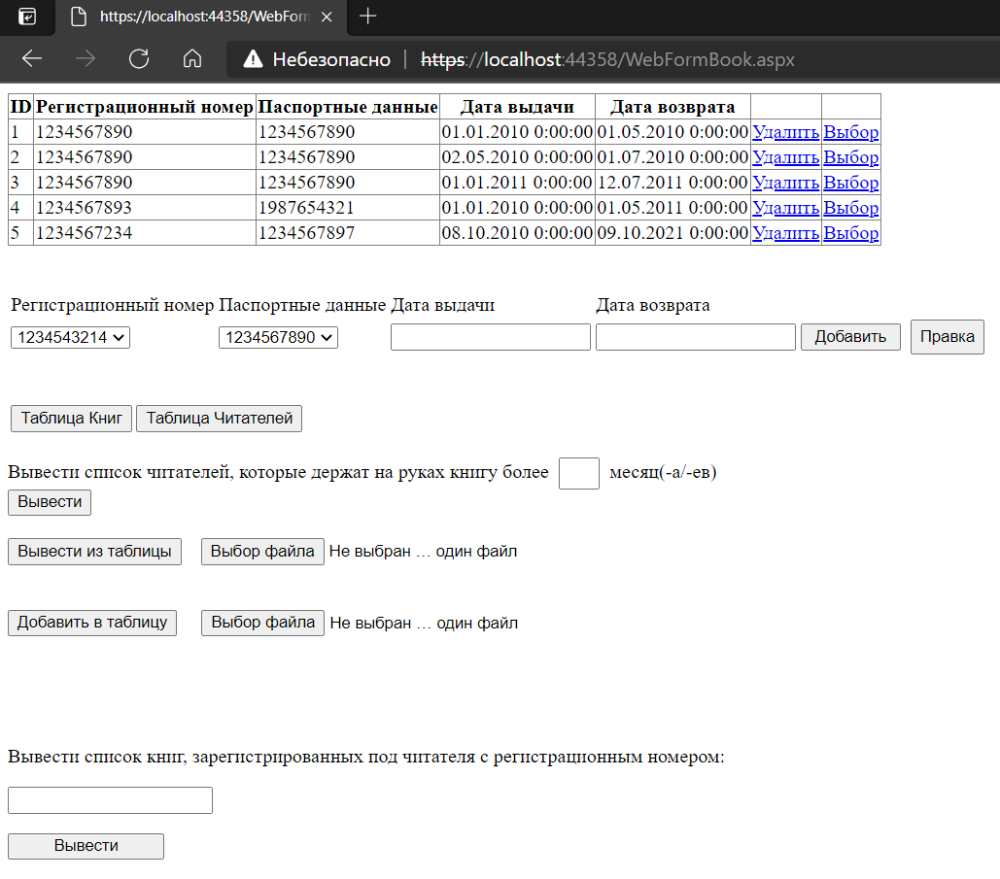 https://localhost:44358/WebForm
Небезопасно | https://localhost:44358/WebFormBook.aspx
ID Регистрационный номер Паспортные данные Дата выдачи Дата возврата
1 1234567890 1234567890 01.01.2010 0:00:00 01.05.2010 0:00:00 Удалить Выбор
2 1234567890 1234567890 02.05.2010 0:00:00 01.07.2010 0:00:00 Удалить Выбор
3 1234567890 1234567890 01.01.2011 0:00:00 12.07.2011 0:00:00 Удалить Выбор
4 1234567893 1987654321 01.01.2010 0:00:00 01.05.2011 0:00:00 Удалить Выбор
5 1234567234 1234567897 08.10.2010 0:00:00 09.10.2021 0:00:00 Удалить Выбор
Регистрационный номер Паспортные данные Дата выдачи Дата возврата
1234543214 1234567890 Добавить Правка
Таблица Книг Таблица Читателей
Вывести список читателей, которые держат на руках книгу более месяц(-а/-ев)
Вывести
Вывести из таблицы Выбор файла Не выбран … один файл
Добавить в таблицу Выбор файла Не выбран … один файл
Вывести список книг, зарегистрированных под читателя с регистрационным номером:
Вывести